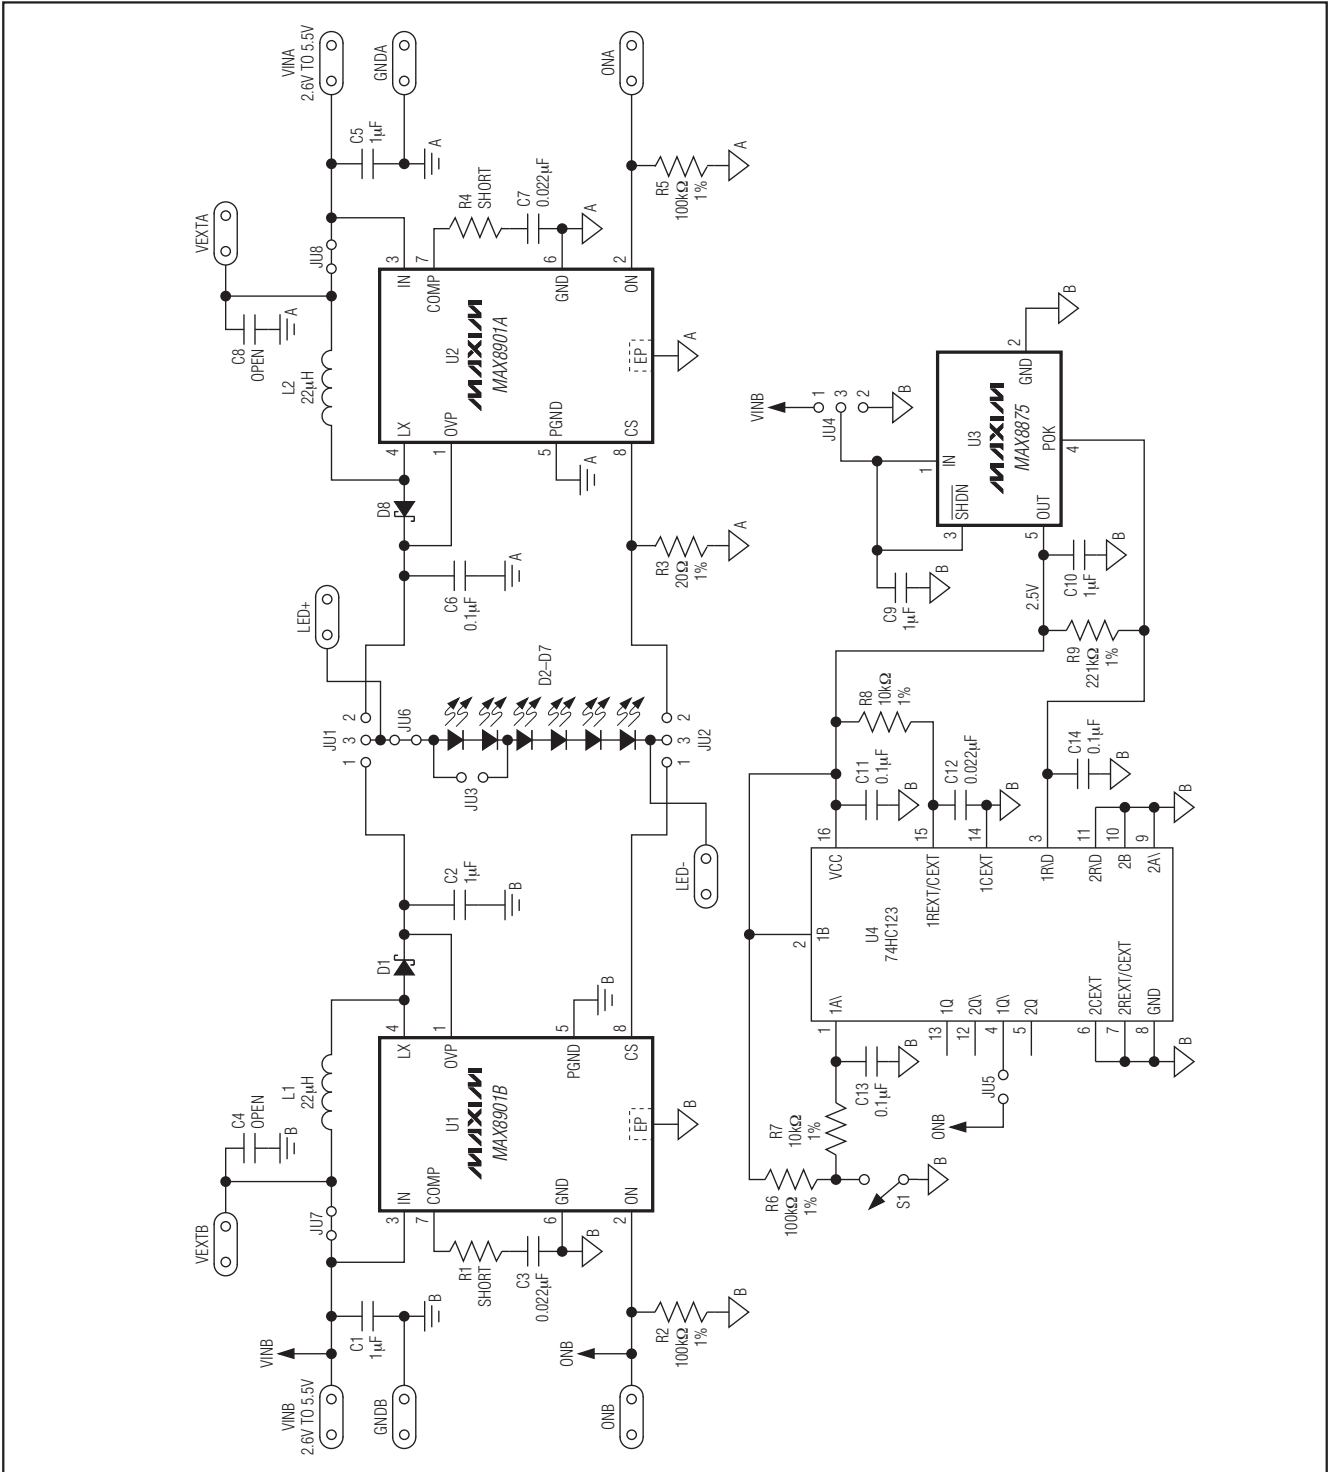 VINB
2.6V TO 5.5V
VINB
GNDB
C1
1µF
B
VEXTB
JU7
C4
OPEN
B
L1
22µH
IN
3
COMP
7
R1
SHORT
C3
0.022µF
GND
6
B
ON
2
ONB
ONB
R2
100kΩ
1%
B
U1
MAXIM
MAX8901B
EP
B
LX
4
OVP
1
PGND
5
B
CS
8
D1
C2
1µF
B
JU1
1
3
2
LED+
JU6
JU3
D2–D7
JU2
1
3
2
LED-
C6
0.1µF
A
D8
R3
20Ω
1%
A
L2
22µH
LX
4
OVP
1
PGND
5
A
CS
8
U2
MAXIM
MAX8901A
EP
A
VEXTA
C8
OPEN
A
JU8
IN
3
COMP
7
R4
SHORT
C7
0.022µF
GND
6
A
ON
2
C5
1µF
A
VINA
2.6V TO 5.5V
GNDA
ONA
R5
100kΩ
1%
A
R6
100kΩ
1%
R7
10kΩ
1%
S1
B
C13
0.1µF
B
ONB
JU5
U4
74HC123
1A\
1
1B
2
1Q
13
2Q\
12
1Q\
4
2Q
5
2CEXT
6
2REXT/CEXT
7
GND
8
B
VCC
16
1REXT/CEXT
15
1CEXT
14
1R\D
3
2R\D
11
2B
10
2A\
9
B
C11
0.1µF
B
R8
10kΩ
1%
C12
0.022µF
B
C14
0.1µF
B
R9
221kΩ
1%
2.5V
C10
1µF
B
C9
1µF
B
VINB
JU4
1
3
2
B
U3
MAXIM
MAX8875
IN
1
SHDN
3
OUT
5
POK
4
GND
2
B